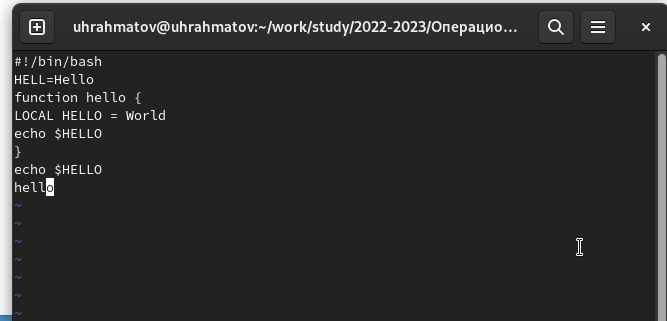 uhrahmatov@uhrahmatov:~/work/study/2022-2023/Операцио...
#!/bin/bash
HELL=Hello
function hello {
LOCAL HELLO = World
echo $HELLO
}
echo $HELLO
hello
~
~
~
~
~
~
~